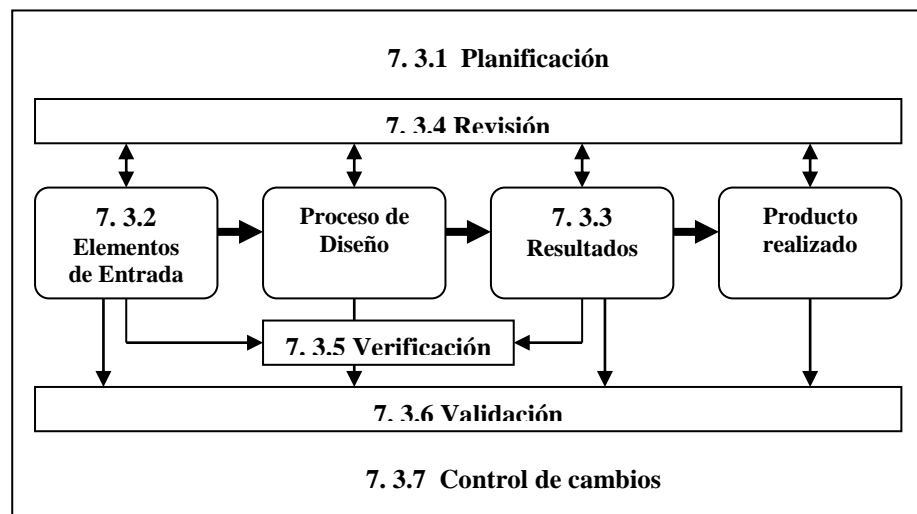 7. 3.1 Planificación
7. 3.4 Revisión
7. 3.2
Elementos
de Entrada
Proceso de
Diseño
7. 3.3
Resultados
Producto
realizado
7. 3.5 Verificación
7. 3.6 Validación
7. 3.7 Control de cambios